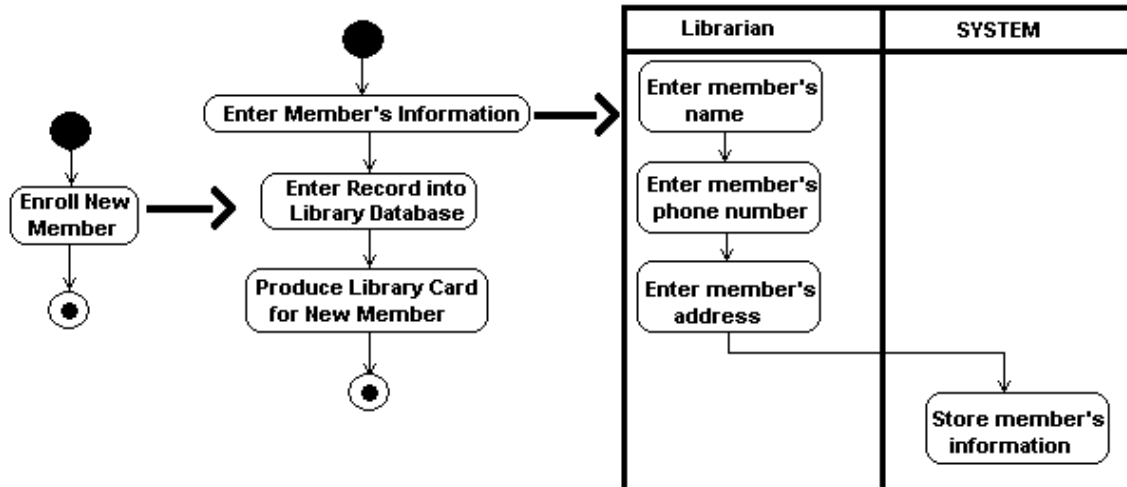 Enroll New
Member
Enter Member's Information
Enter Record into
Library Database
Produce Library Card
for New Member
Librarian
SYSTEM
Enter member's
name
Enter member's
phone number
Enter member's
address
Store member's
information